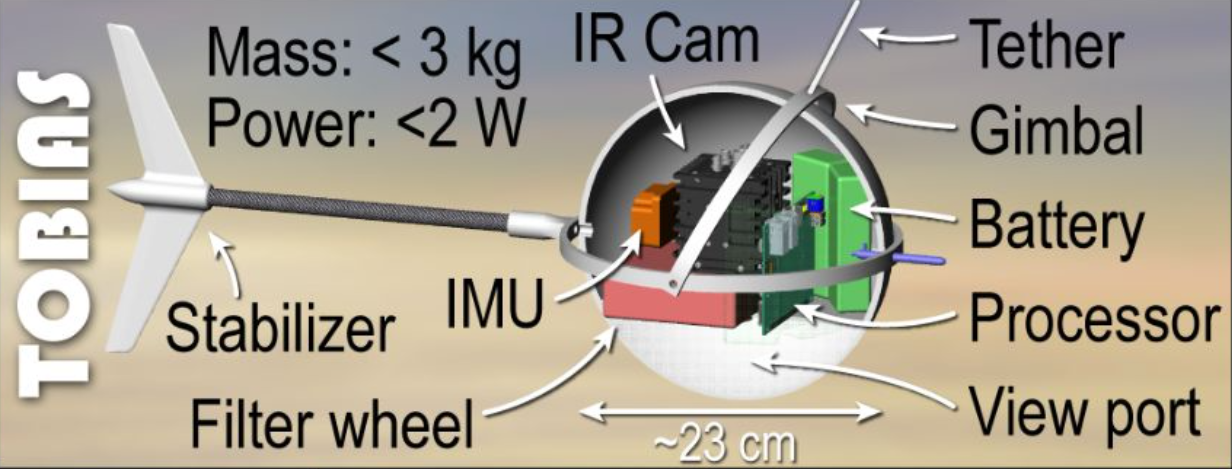 TOBIAS
Mass: < 3 kg
Power: <2 W
IR Cam
Tether
Gimbal
Battery
IMU
Stabilizer
Processor
Filter wheel
View port
~23 cm